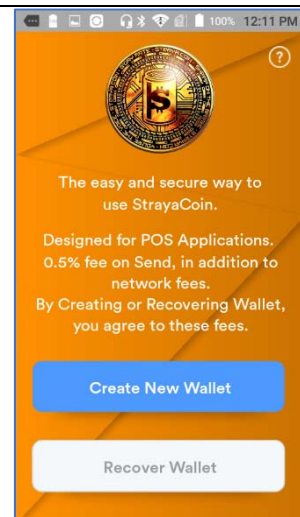 100% 12:11 PM
?
The easy and secure way to
use StrayaCoin.
Designed for POS Applications.
0.5% fee on Send, in addition to
network fees.
By Creating or Recovering Wallet,
you agree to these fees.
Create New Wallet
Recover Wallet